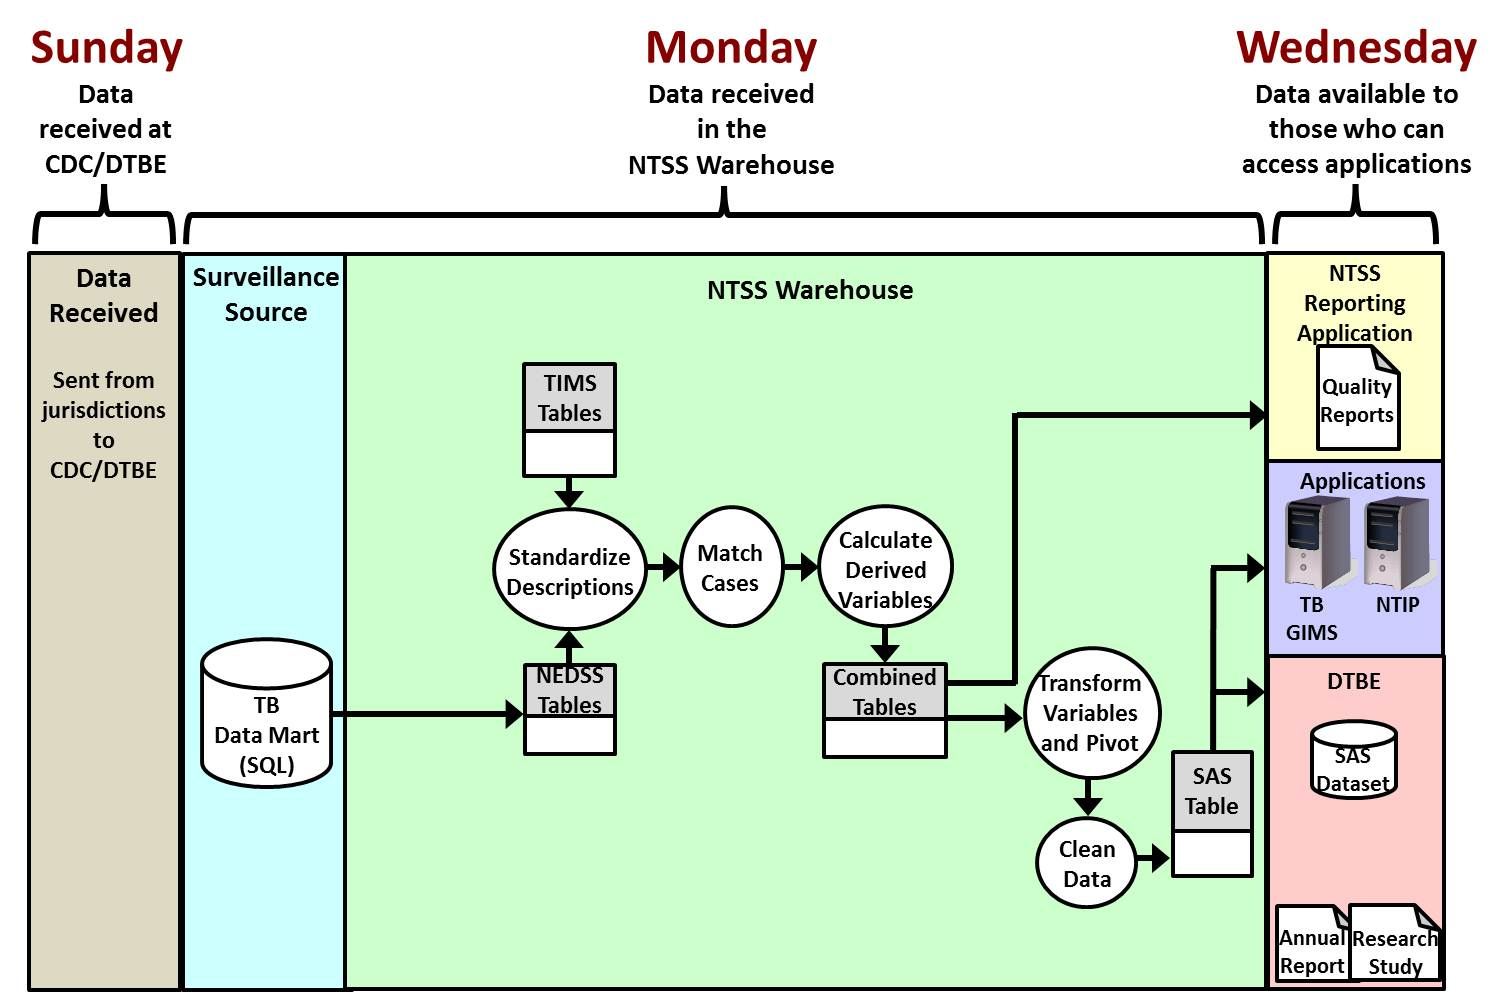 Sunday
Data
received at
CDC/DTBE
Monday
Data received
in the
NTSS Warehouse
Wednesday
Data available to
those who can
access applications
Data
Received
Sent from
jurisdictions
to
CDC/DTBE
Surveillance
Source
TB
Data Mart
(SQL)
NTSS Warehouse
TIMS
Tables
Standardize
Descriptions
NEDSS
Tables
Match
Cases
Calculate
Derived
Variables
Combined
Tables
Transform
Variables
and Pivot
Clean
Data
SAS
Table
NTSS
Reporting
Application
Quality
Reports
Applications
TB
GIMS
NTIP
DTBE
SAS
Dataset
Annual
Report
Research
Study